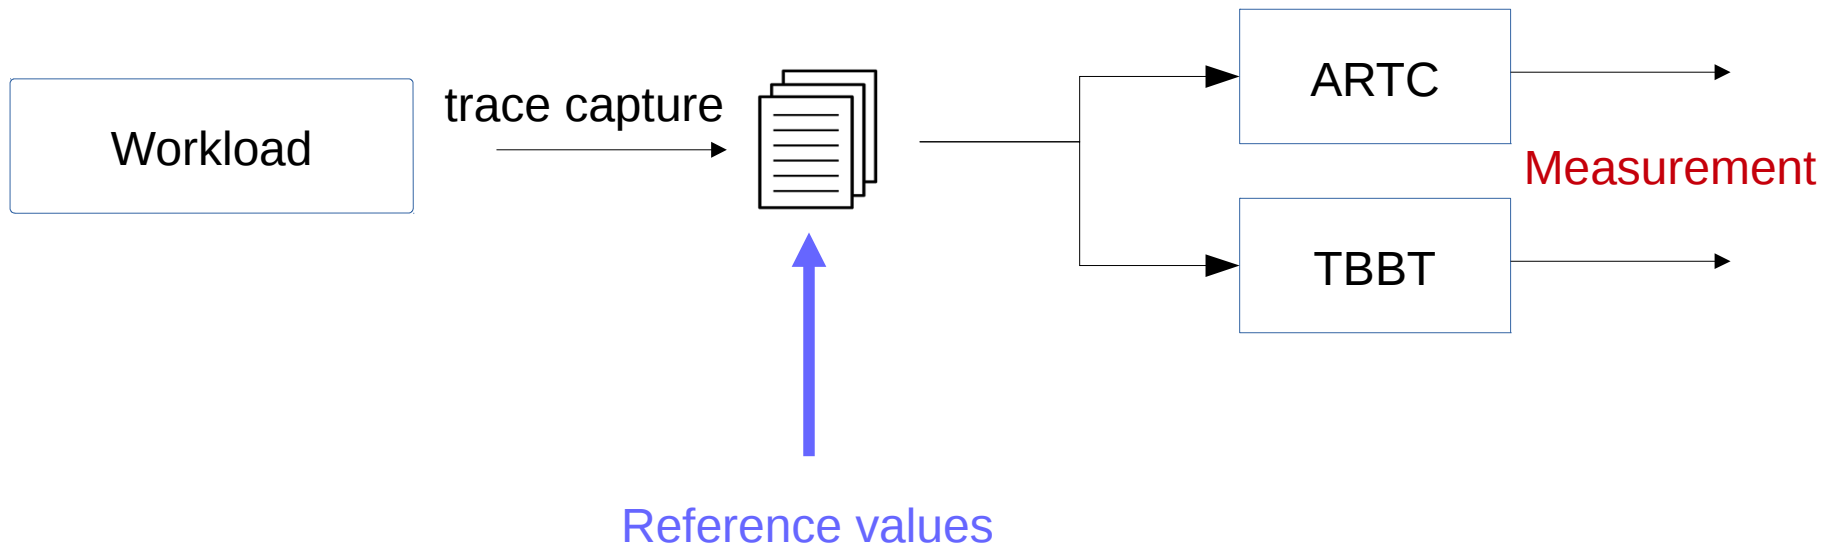 Workload
trace capture
ARTC
Measurement
TBBT
Reference values